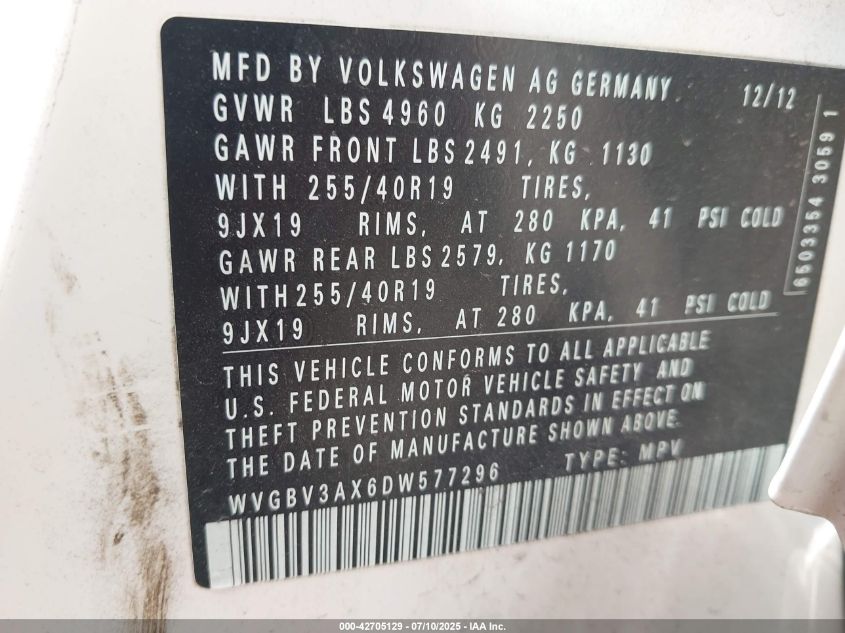 MFD BY VOLKSWAGEN AG GERMANY 12/12
GVWR LBS 4960 KG 2250
GAWR FRONT LBS 2491, KG 1130
WITH 255/40R19 TIRES,
9JX19 RIMS, AT 280 KPA, 41 PSI COLD
GAWR REAR LBS 2579, KG 1170
WITH 255/40R19 TIRES,
9JX19 RIMS, AT 280 KPA, 41 PSI COLD
6503354 3059 1
THIS VEHICLE CONFORMS TO ALL APPLICABLE
U.S. FEDERAL MOTOR VEHICLE SAFETY AND
THEFT PREVENTION STANDARDS IN EFFECT ON
THE DATE OF MANUFACTURE SHOWN ABOVE.
WVGBV3AX6DW577296 TYPE: MPV
000-42705129 - 07/10/2025 - IAA Inc.